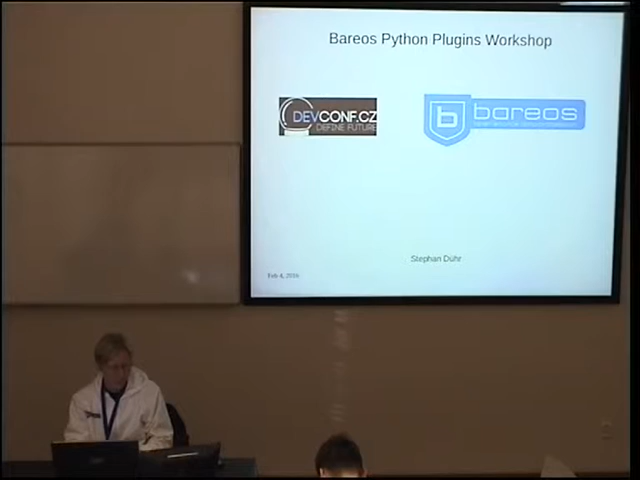 Bareos Python Plugins Workshop
DEVCONF.CZ
DEFINE FUTURE
b bareos
Stephan Dühr
Feb 4, 2016